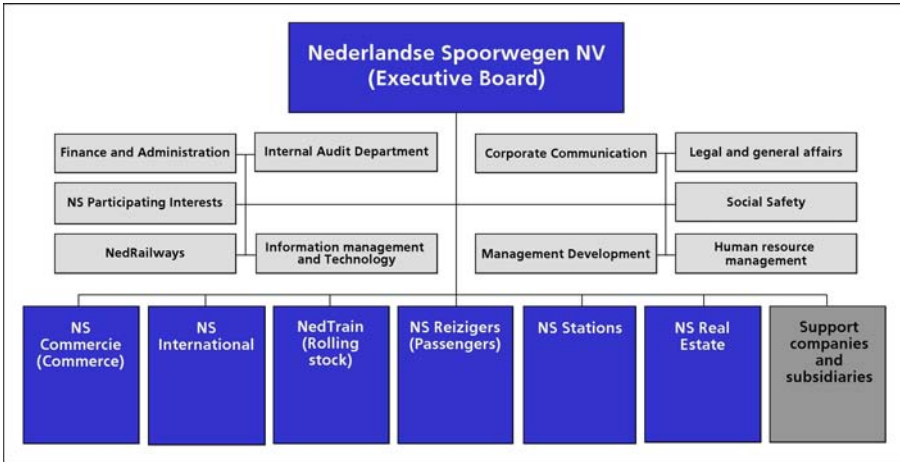 Nederlandse Spoorwegen NV
(Executive Board)
Finance and Administration
Internal Audit Department
Corporate Communication
Legal and general affairs
NS Participating Interests
Social Safety
NedRailways
Information management
and Technology
Management Development
Human resource
management
NS
Commercie
(Commerce)
NS
International
NedTrain
(Rolling
stock)
NS Reizigers
(Passengers)
NS Stations
NS Real
Estate
Support
companies
and
subsidiaries